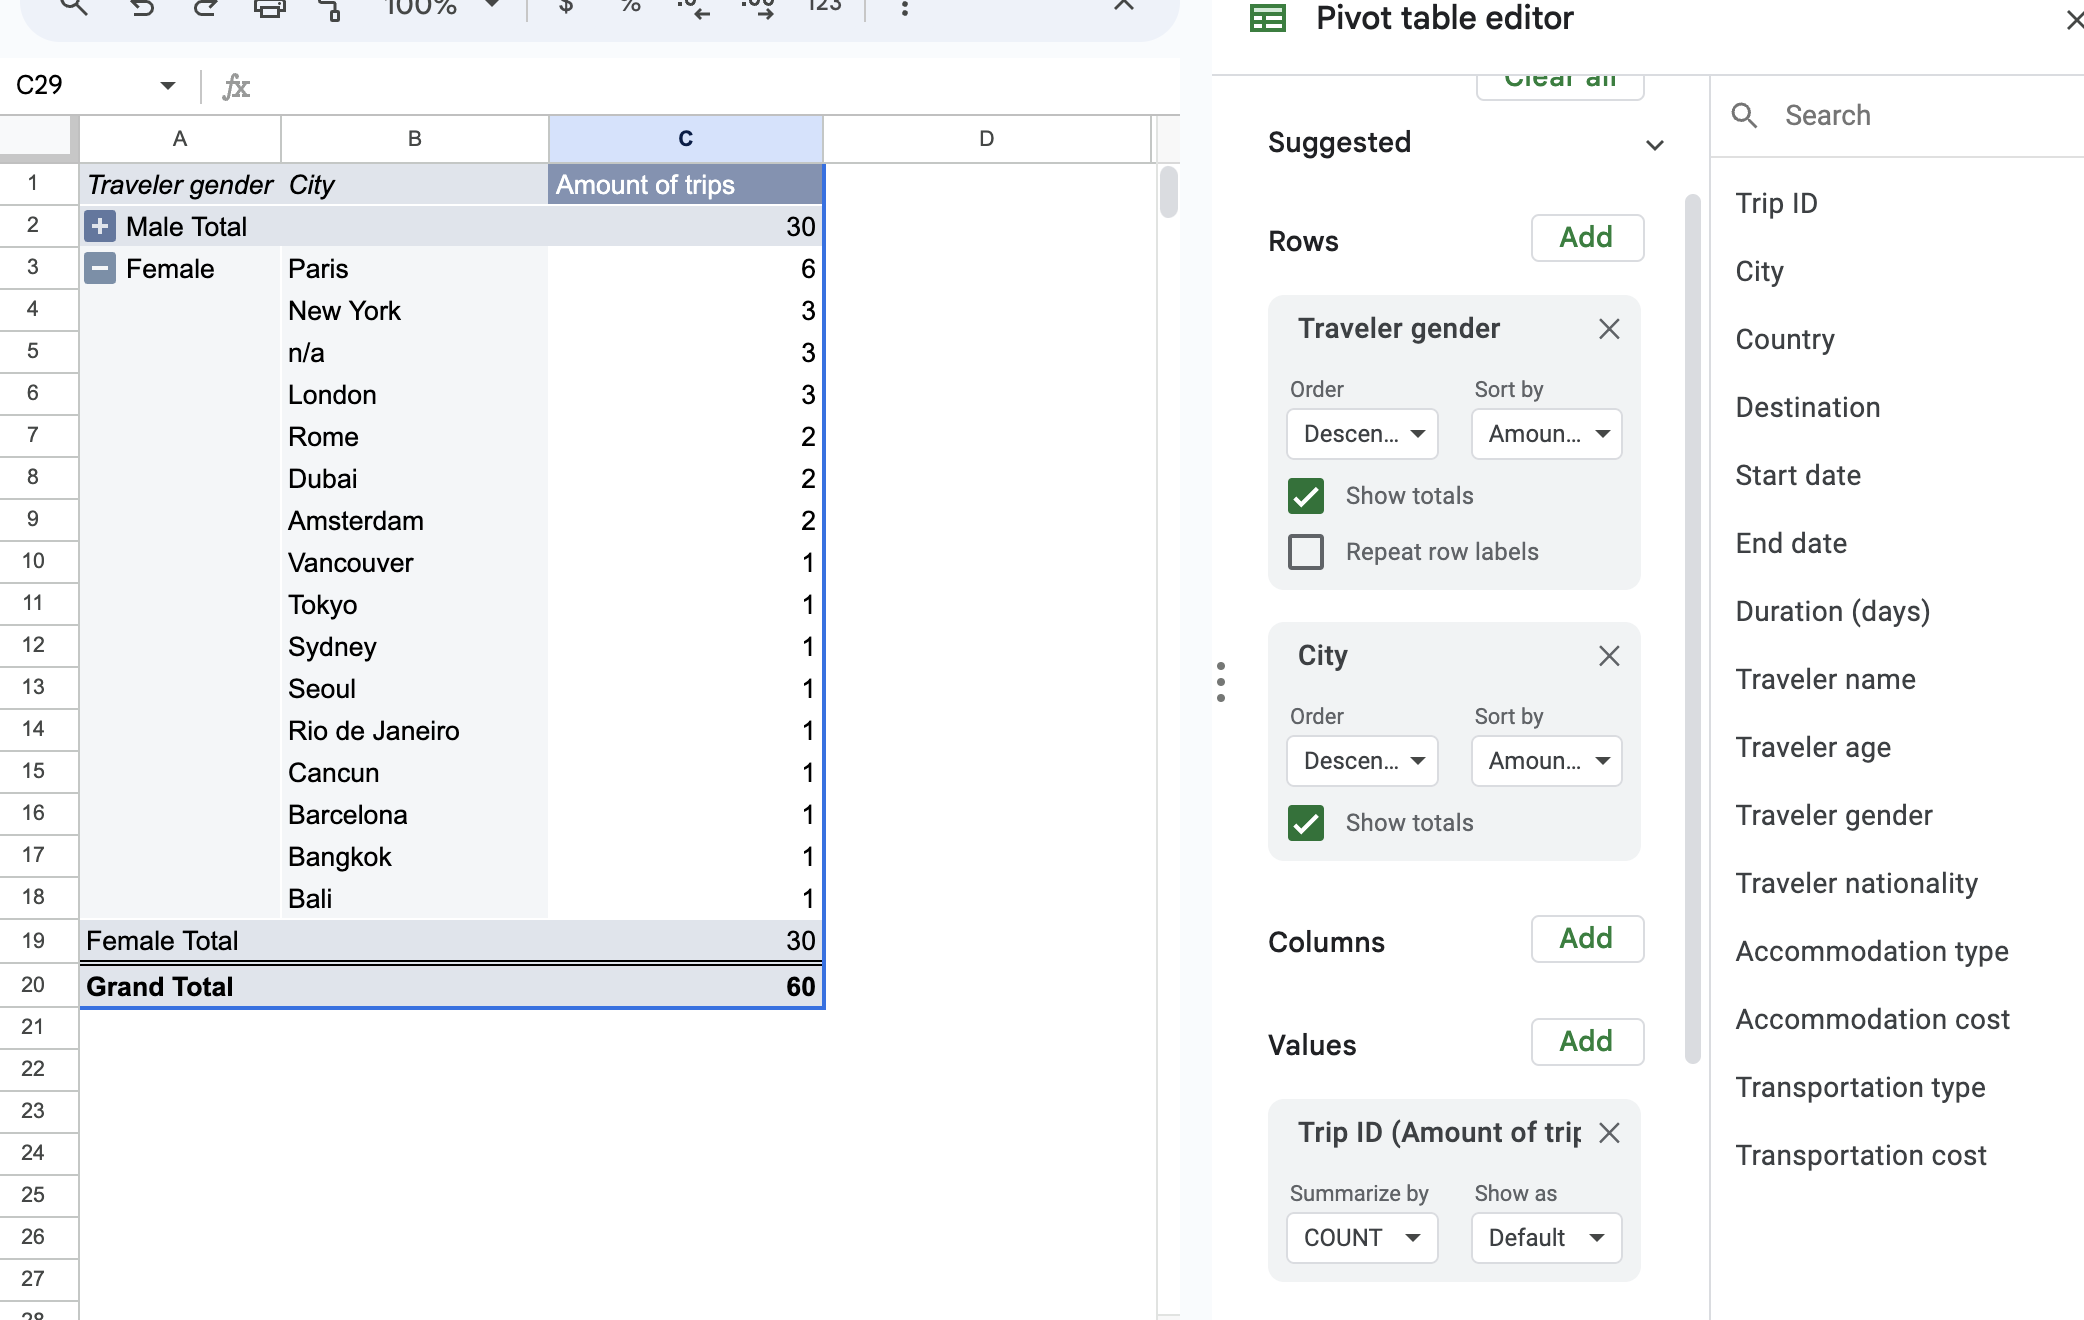 100%
$
%
.0
.00
123
Pivot table editor
C29
fx
A
B
C
D
1
Traveler gender
City
Amount of trips
2
Male Total
30
3
Female
Paris
6
4
New York
3
5
n/a
3
6
London
3
7
Rome
2
8
Dubai
2
9
Amsterdam
2
10
Vancouver
1
11
Tokyo
1
12
Sydney
1
13
Seoul
1
14
Rio de Janeiro
1
15
Cancun
1
16
Barcelona
1
17
Bangkok
1
18
Bali
1
19
Female Total
30
20
Grand Total
60
21
22
23
24
25
26
27
28
Clear all
Suggested
Rows
Add
Traveler gender
Order
Sort by
Descen...
Amoun...
Show totals
Repeat row labels
City
Order
Sort by
Descen...
Amoun...
Show totals
Columns
Add
Values
Add
Trip ID (Amount of trip
Summarize by
Show as
COUNT
Default
Search
Trip ID
City
Country
Destination
Start date
End date
Duration (days)
Traveler name
Traveler age
Traveler gender
Traveler nationality
Accommodation type
Accommodation cost
Transportation type
Transportation cost